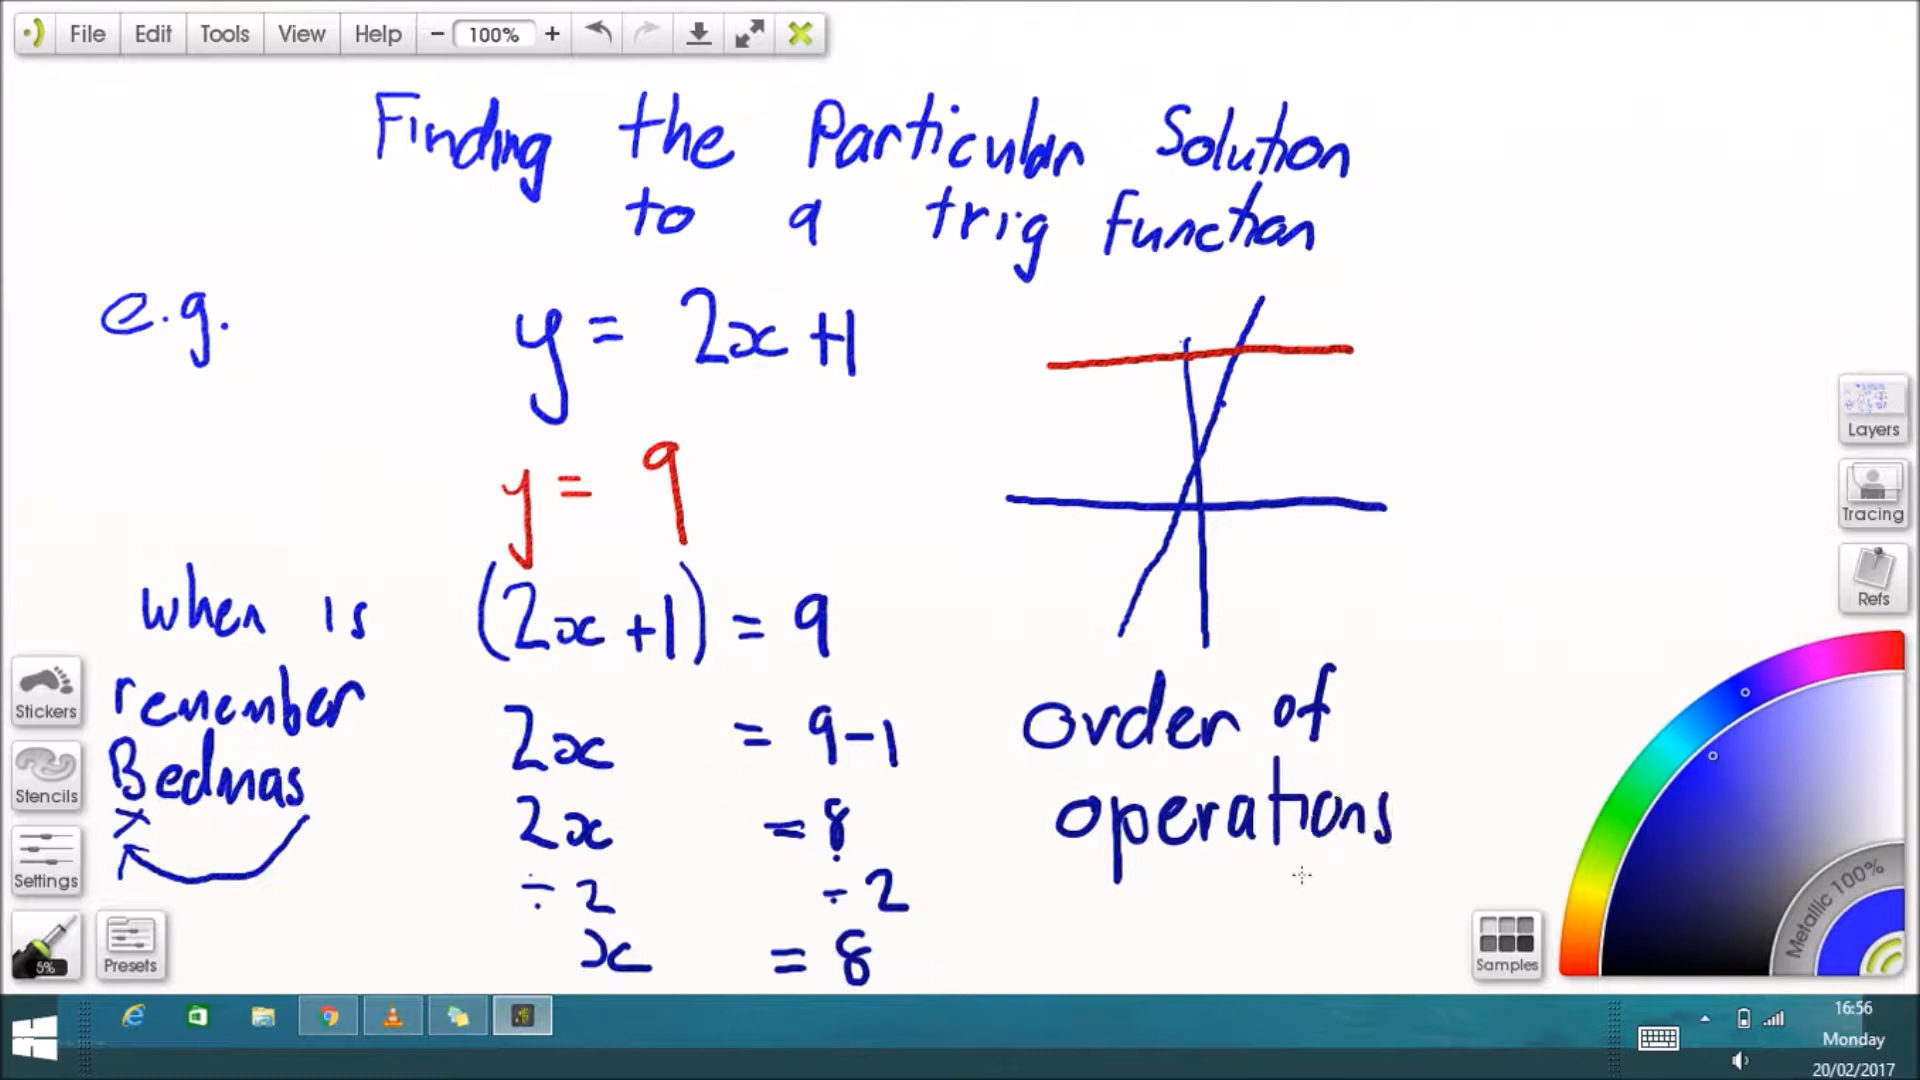 File Edit Tools View Help − 100% +
Finding the Particular Solution
to a trig function
e.g.
y = 2x +1
y = 9
(2x +1) = 9
2x = 9-1
2x = 8
÷ 2 ÷ 2
x = 8
when is
remember
Bedmas
order of
operations
Layers
Tracing
Refs
Stickers
Stencils
Settings
5%
Presets
Metallic 100%
Samples
16:56
Monday
20/02/2017